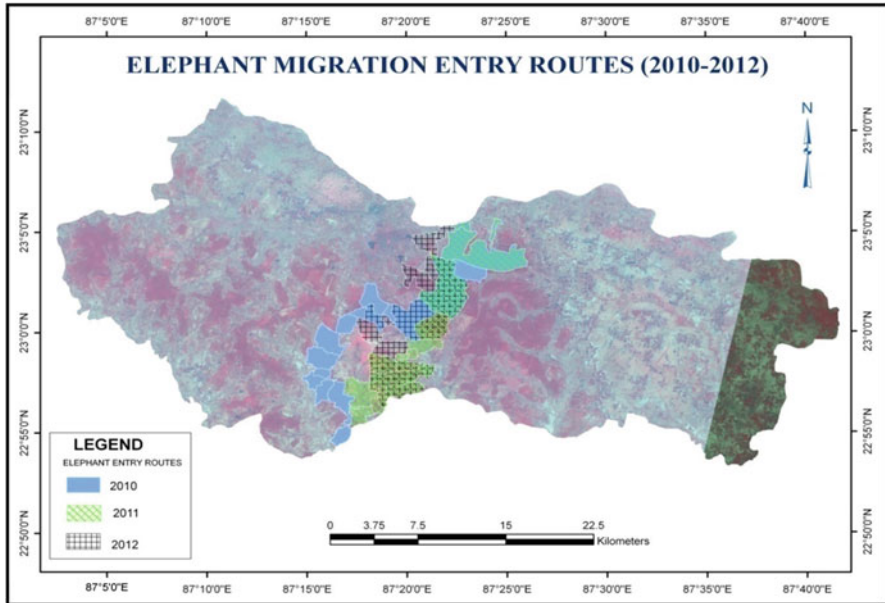 87°5'0"E 87°10'0"E 87°15'0"E 87°20'0"E 87°25'0"E 87°30'0"E 87°35'0"E 87°40'0"E
ELEPHANT MIGRATION ENTRY ROUTES (2010-2012)
N
23°10'0"N 23°10'0"N
23°5'0"N 23°5'0"N
23°0'0"N 23°0'0"N
22°55'0"N 22°55'0"N
22°50'0"N 22°50'0"N
LEGEND
ELEPHANT ENTRY ROUTES
2010
2011
2012
0 3.75 7.5 15 22.5
Kilometers
87°5'0"E 87°10'0"E 87°15'0"E 87°20'0"E 87°25'0"E 87°30'0"E 87°35'0"E 87°40'0"E